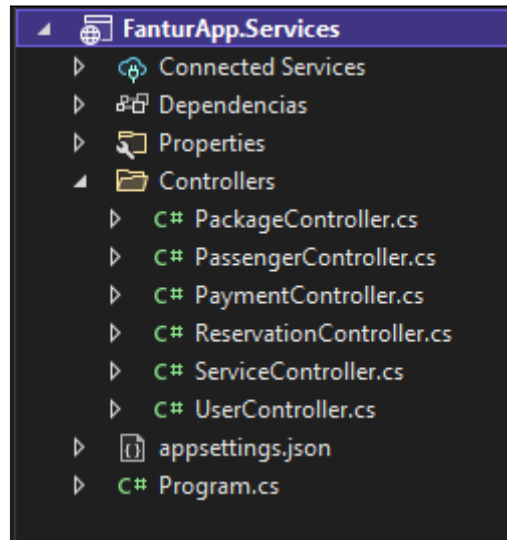 FanturApp.Services
Connected Services
Dependencias
Properties
Controllers
C# PackageController.cs
C# PassengerController.cs
C# PaymentController.cs
C# ReservationController.cs
C# ServiceController.cs
C# UserController.cs
appsettings.json
C# Program.cs